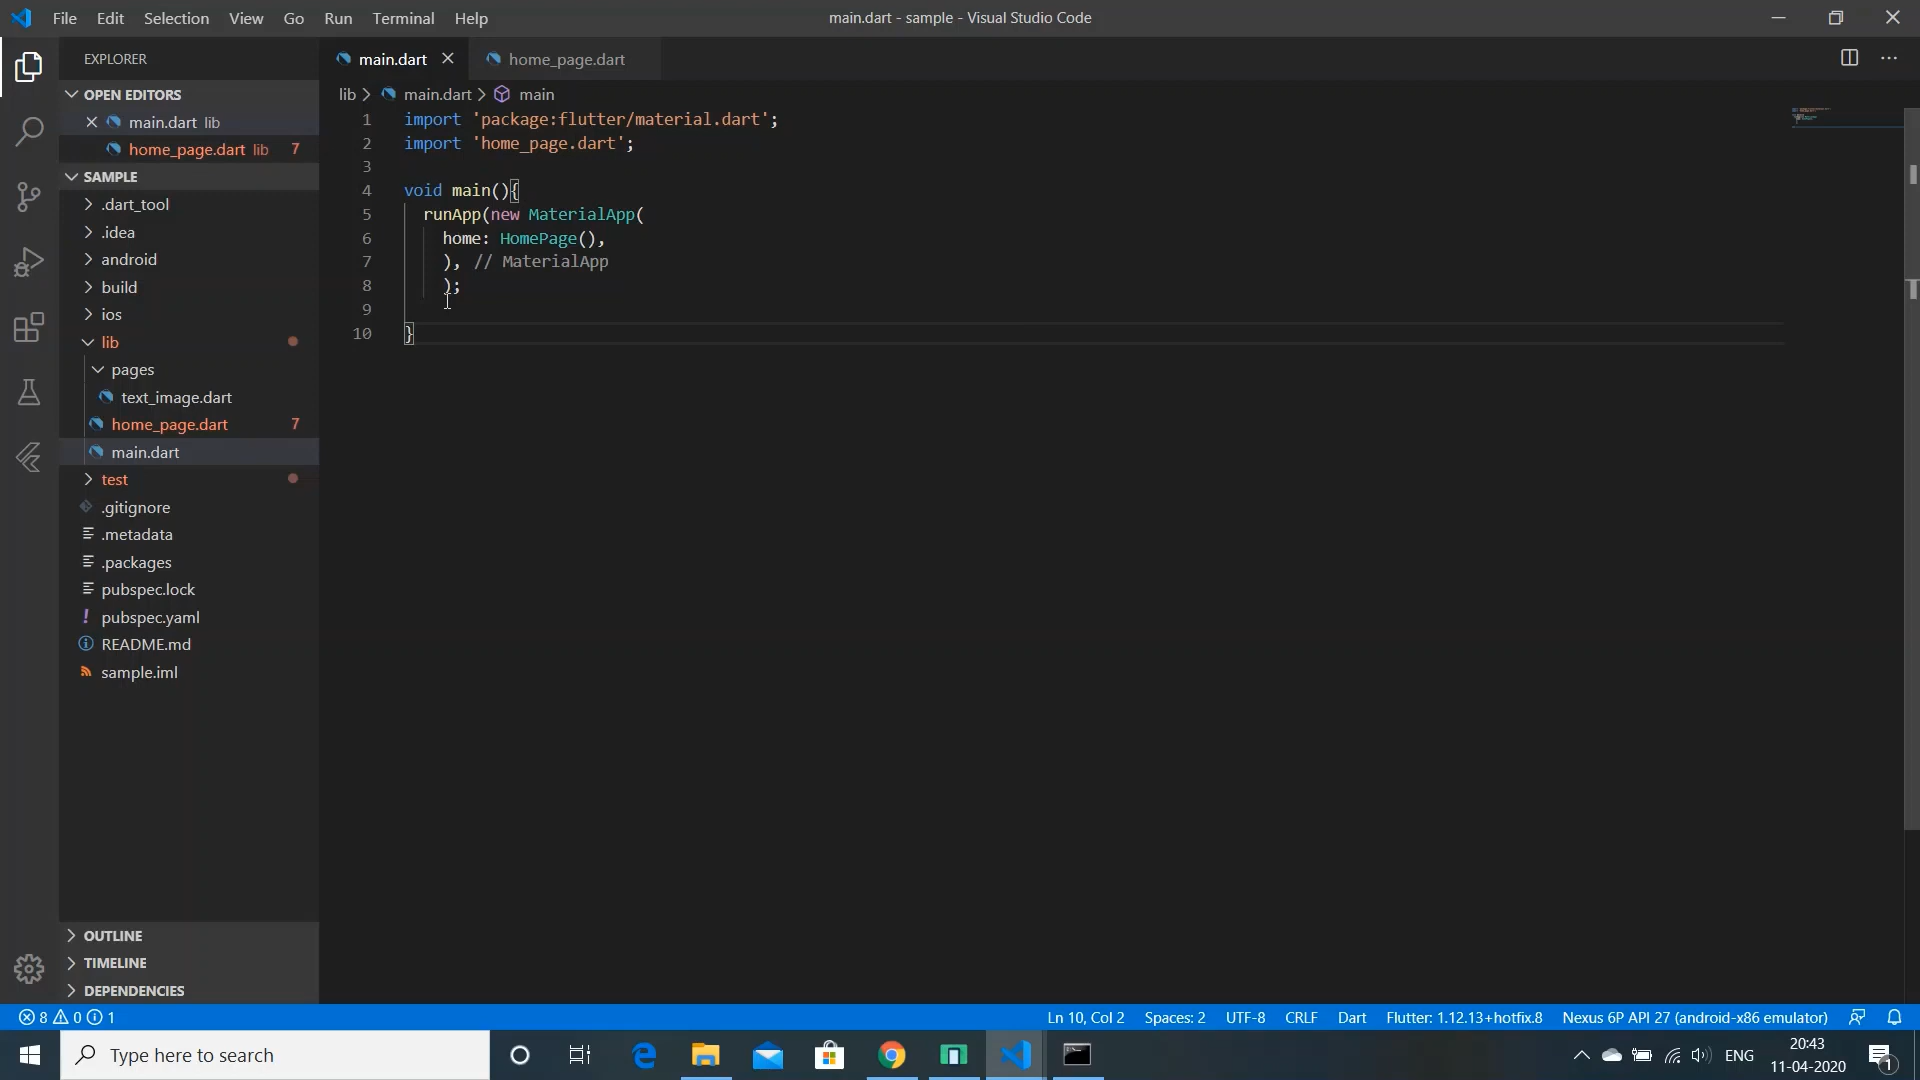 File Edit Selection View Go Run Terminal Help
main.dart - sample - Visual Studio Code
EXPLORER
OPEN EDITORS
main.dart lib
home_page.dart lib 7
SAMPLE
.dart_tool
.idea
android
build
ios
lib
pages
text_image.dart
home_page.dart 7
main.dart
test
.gitignore
.metadata
.packages
pubspec.lock
pubspec.yaml
README.md
sample.iml
OUTLINE
TIMELINE
DEPENDENCIES
main.dart home_page.dart
lib > main.dart > main
1 import 'package:flutter/material.dart';
2 import 'home_page.dart';
3
4 void main(){
5 runApp(new MaterialApp(
6 home: HomePage(),
7 ), // MaterialApp
8 );
9
10 }
8 0 1
Ln 10, Col 2 Spaces: 2 UTF-8 CRLF Dart Flutter: 1.12.13+hotfix.8 Nexus 6P API 27 (android-x86 emulator)
Type here to search
ENG
20:43
11-04-2020
1